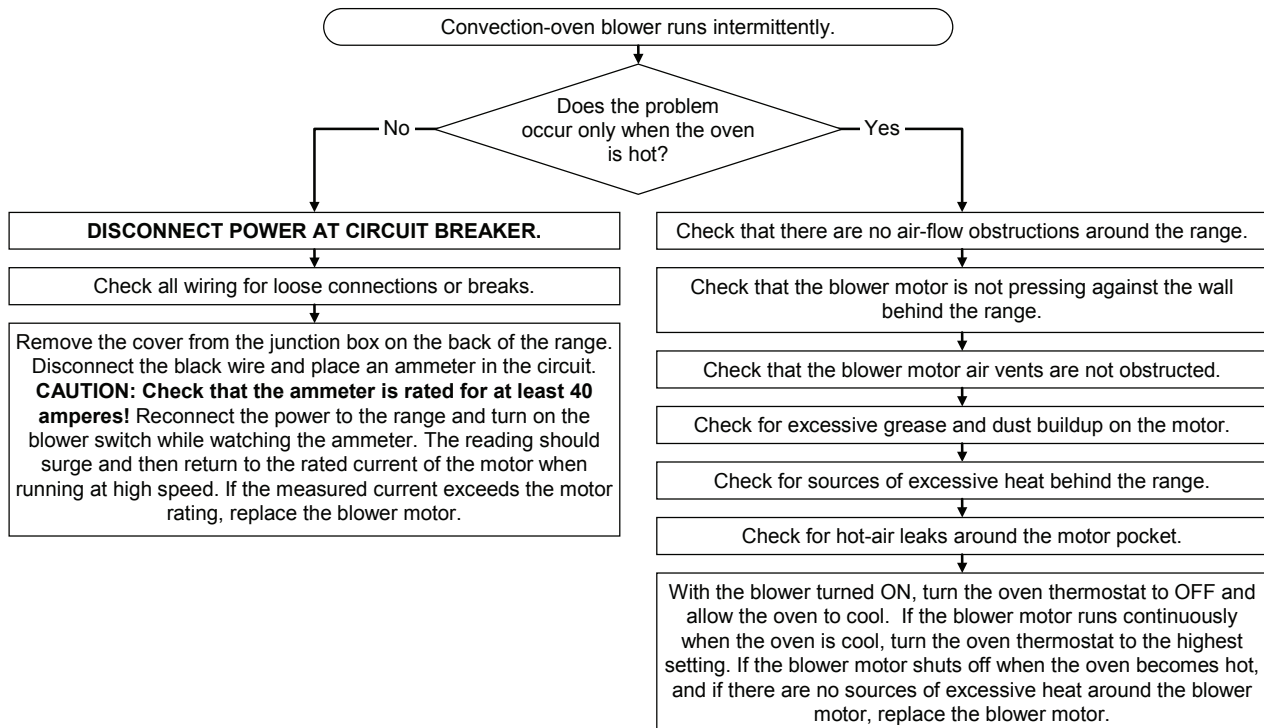 Convection-oven blower runs intermittently.
Does the problem
occur only when the oven
is hot?
No
Yes
DISCONNECT POWER AT CIRCUIT BREAKER.
Check all wiring for loose connections or breaks.
Remove the cover from the junction box on the back of the range.
Disconnect the black wire and place an ammeter in the circuit.
CAUTION: Check that the ammeter is rated for at least 40
amperes! Reconnect the power to the range and turn on the
blower switch while watching the ammeter. The reading should
surge and then return to the rated current of the motor when
running at high speed. If the measured current exceeds the motor
rating, replace the blower motor.
Check that there are no air-flow obstructions around the range.
Check that the blower motor is not pressing against the wall
behind the range.
Check that the blower motor air vents are not obstructed.
Check for excessive grease and dust buildup on the motor.
Check for sources of excessive heat behind the range.
Check for hot-air leaks around the motor pocket.
With the blower turned ON, turn the oven thermostat to OFF and
allow the oven to cool.  If the blower motor runs continuously
when the oven is cool, turn the oven thermostat to the highest
setting. If the blower motor shuts off when the oven becomes hot,
and if there are no sources of excessive heat around the blower
motor, replace the blower motor.